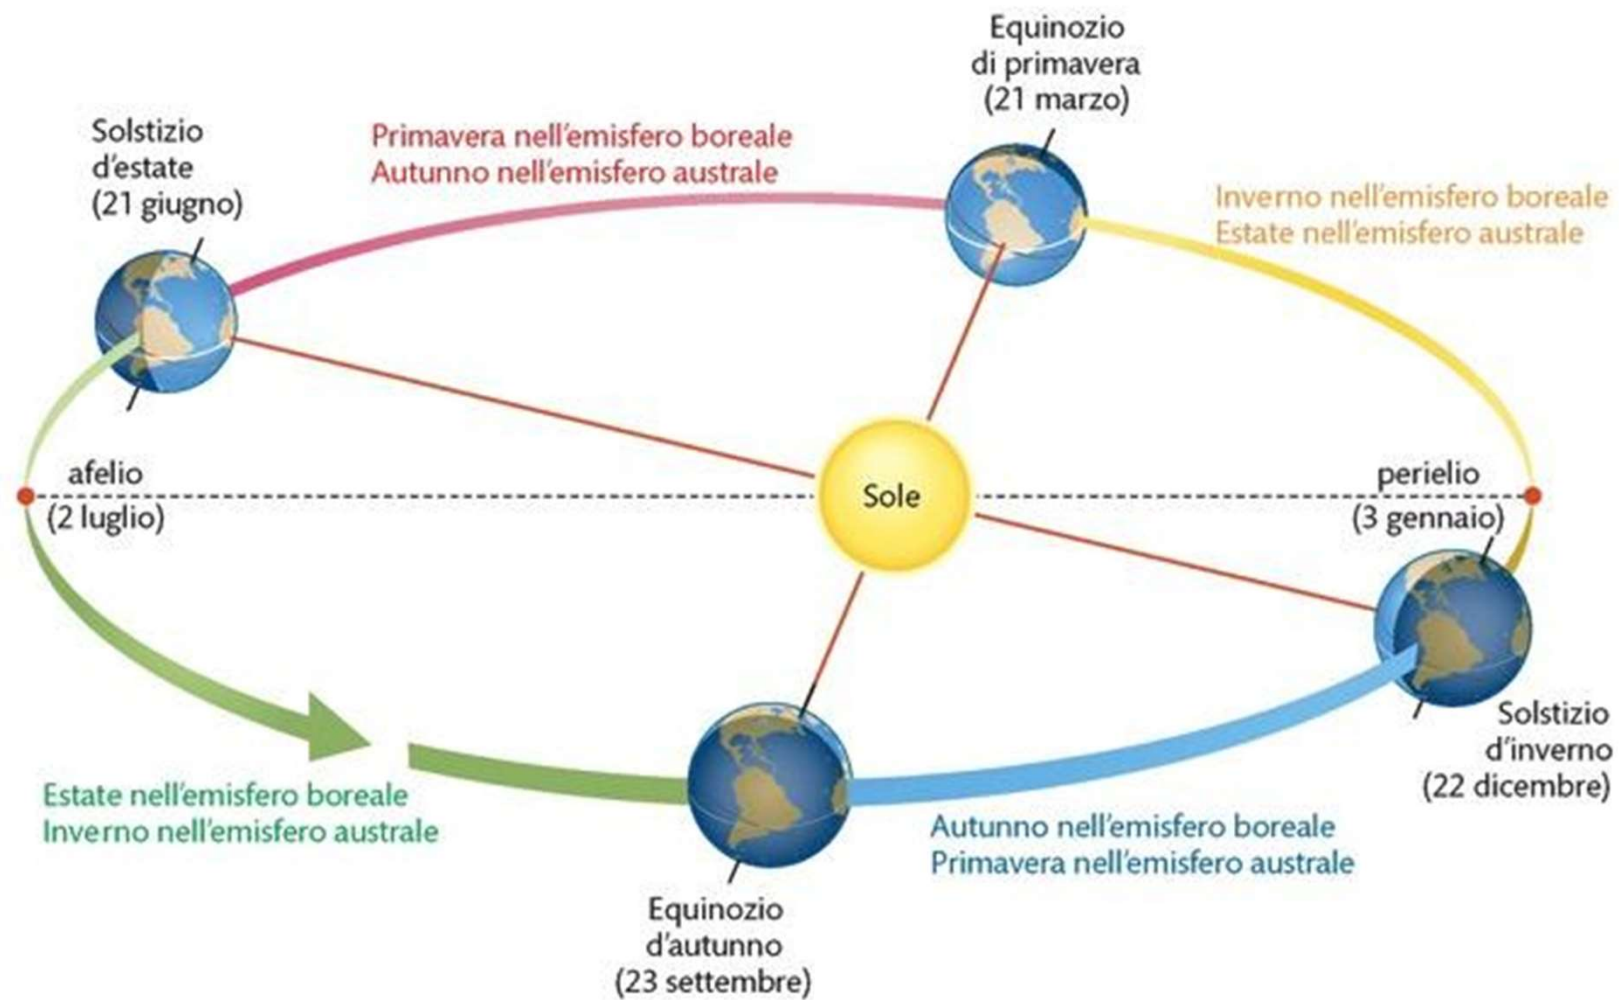 Equinozio
di primavera
(21 marzo)
Solstizio
d'estate
(21 giugno)
Primavera nell'emisfero boreale
Autunno nell'emisfero australe
Inverno nell'emisfero boreale
Estate nell'emisfero australe
afelio
(2 luglio)
Sole
perielio
(3 gennaio)
Solstizio
d'inverno
(22 dicembre)
Estate nell'emisfero boreale
Inverno nell'emisfero australe
Autunno nell'emisfero boreale
Primavera nell'emisfero australe
Equinozio
d'autunno
(23 settembre)